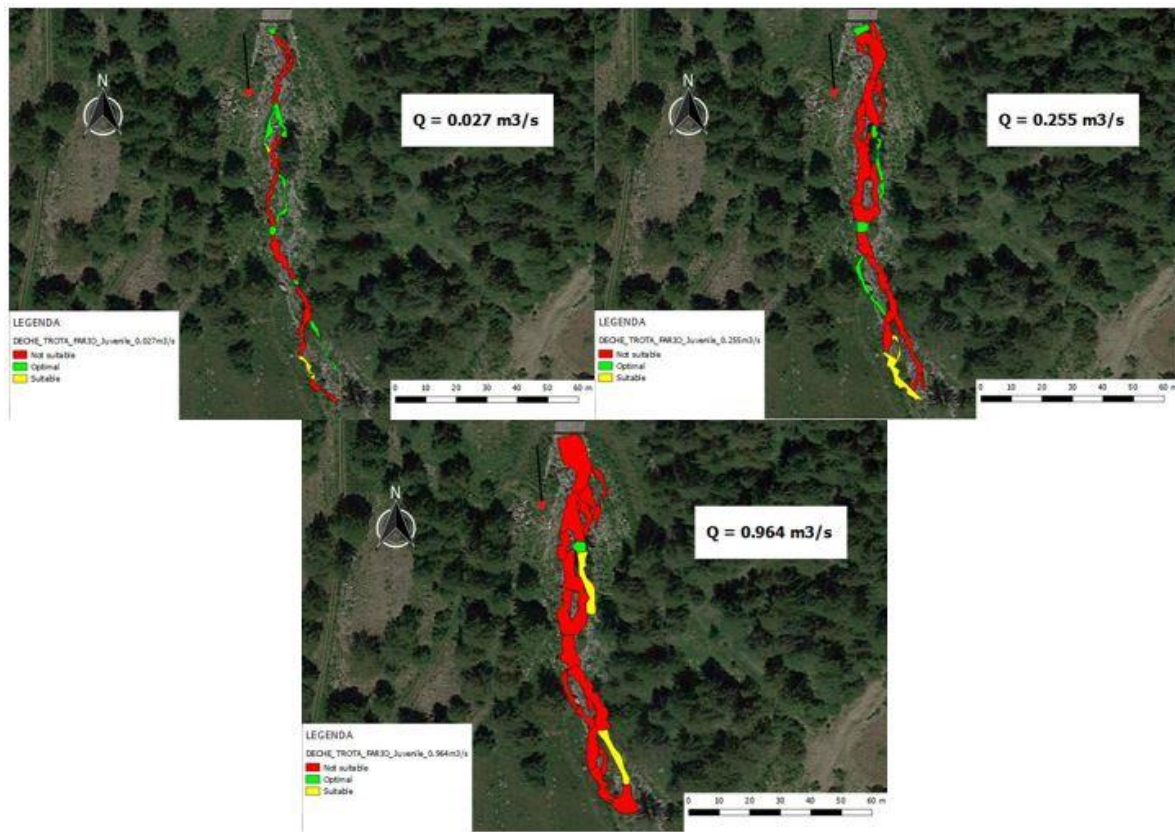 N
Q = 0.027 m3/s
LEGENDA
DECHE_TROTA_FARIO_Juvenile_0.027m3/s
Not suitable
Optimal
Suitable
0 10 20 30 40 50 60 m
N
Q = 0.255 m3/s
LEGENDA
DECHE_TROTA_FARIO_Juvenile_0.255m3/s
Not suitable
Optimal
Suitable
0 10 20 30 40 50 60 m
N
Q = 0.964 m3/s
LEGENDA
DECHE_TROTA_FARIO_Juvenile_0.964m3/s
Not suitable
Optimal
Suitable
0 10 20 30 40 50 60 m